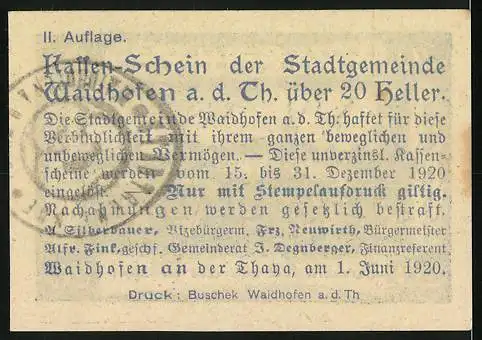 II. Auflage.
Kassen-Schein der Stadtgemeinde
Waidhofen a. d. Th. über 20 Heller.
Die Stadtgemeinde Waidhofen a. d. Th. haftet für diese
Verbindlichkeit mit ihrem ganzen beweglichen und
unbeweglichen Vermögen. — Diese unverzinsl. Kassen-
scheine werden vom 15. bis 31. Dezember 1920
eingelöst. Nur mit Stempelaufdruck giltig.
Nachahmungen werden gesetzlich bestraft.
A. Silberbauer, Vizebürgerm. Frz. Neuwirth, Bürgermeister
Alfr. Fink, geschf. Gemeinderat J. Degnberger, Finanzreferent
Waidhofen an der Thaya, am 1. Juni 1920.
Druck: Buschek Waidhofen a. d. Th